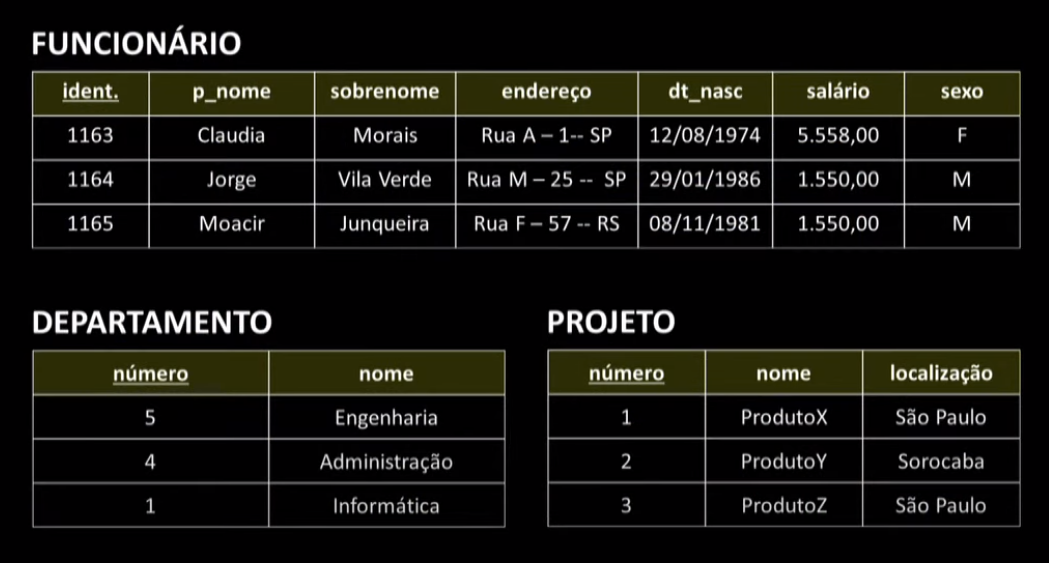 FUNCIONÁRIO
ident. p_nome sobrenome endereço dt_nasc salário sexo
1163 Claudia Morais Rua A – 1-- SP 12/08/1974 5.558,00 F
1164 Jorge Vila Verde Rua M – 25 -- SP 29/01/1986 1.550,00 M
1165 Moacir Junqueira Rua F – 57 -- RS 08/11/1981 1.550,00 M
DEPARTAMENTO
número nome
5 Engenharia
4 Administração
1 Informática
PROJETO
número nome localização
1 ProdutoX São Paulo
2 ProdutoY Sorocaba
3 ProdutoZ São Paulo